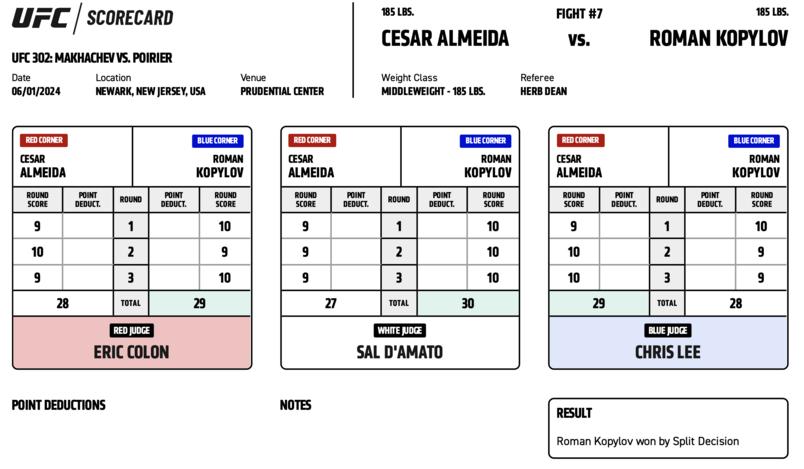 UFC / SCORECARD
UFC 302: MAKHACHEV VS. POIRIER
Date Location Venue
06/01/2024 NEWARK, NEW JERSEY, USA PRUDENTIAL CENTER
185 LBS. FIGHT #7 185 LBS.
CESAR ALMEIDA VS. ROMAN KOPYLOV
Weight Class Referee
MIDDLEWEIGHT - 185 LBS. HERB DEAN
RED CORNER BLUE CORNER
CESAR ROMAN
ALMEIDA KOPYLOV
ROUND POINT ROUND POINT ROUND
SCORE DEDUCT. DEDUCT. SCORE
9 1 10
10 2 9
9 3 10
28 TOTAL 29
RED JUDGE
ERIC COLON
RED CORNER BLUE CORNER
CESAR ROMAN
ALMEIDA KOPYLOV
ROUND POINT ROUND POINT ROUND
SCORE DEDUCT. DEDUCT. SCORE
9 1 10
9 2 10
9 3 10
27 TOTAL 30
WHITE JUDGE
SAL D'AMATO
RED CORNER BLUE CORNER
CESAR ROMAN
ALMEIDA KOPYLOV
ROUND POINT ROUND POINT ROUND
SCORE DEDUCT. DEDUCT. SCORE
9 1 10
10 2 9
10 3 9
29 TOTAL 28
BLUE JUDGE
CHRIS LEE
POINT DEDUCTIONS
NOTES
RESULT
Roman Kopylov won by Split Decision